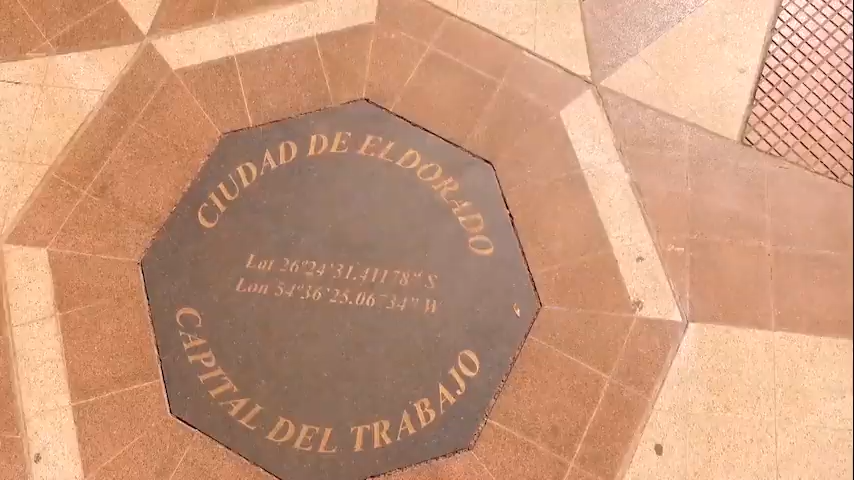 CIUDAD DE ELDORADO
Lat 26°24'31.41178" S
Lon 54°36'25.06734" W
CAPITAL DEL TRABAJO